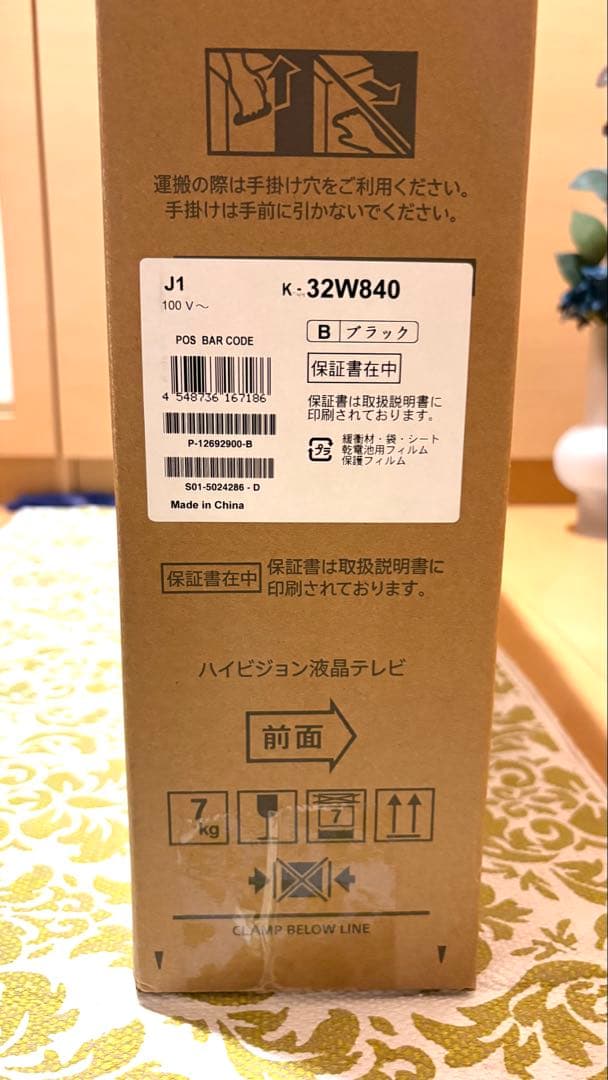 運搬の際は手掛け穴をご利用ください。
手掛けは手前に引かないでください。
J1
K - 32W840
100 V～
B ブラック
POS BAR CODE
保証書在中
4 548736 167186
保証書は取扱説明書に
印刷されております。
P-12692900-B
プラ
緩衝材・袋・シート
乾電池用フィルム
保護フィルム
S01-5024286 - D
Made in China
保証書在中
保証書は取扱説明書に
印刷されております。
ハイビジョン液晶テレビ
前面
7
kg
7
CLAMP BELOW LINE